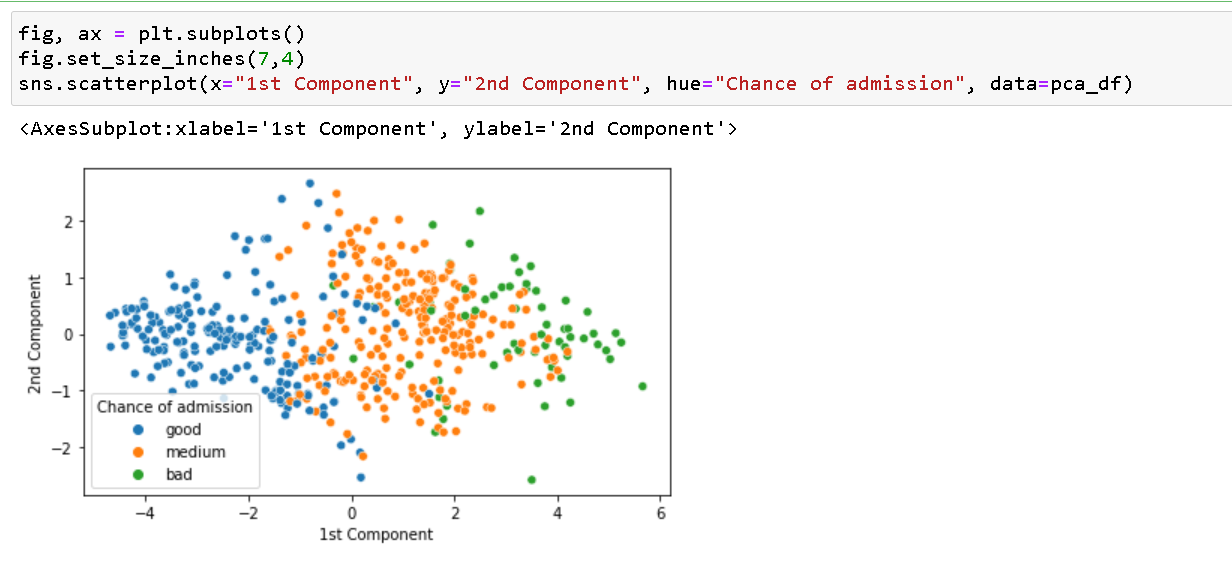 fig, ax = plt.subplots()
fig.set_size_inches(7,4)
sns.scatterplot(x="1st Component", y="2nd Component", hue="Chance of admission", data=pca_df)
<AxesSubplot:xlabel='1st Component', ylabel='2nd Component'>
2
1
0
−1
−2
2nd Component
Chance of admission
good
medium
bad
−4 −2 0 2 4 6
1st Component